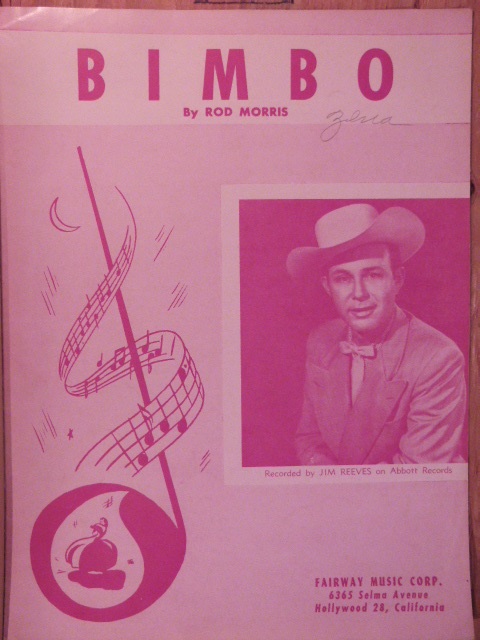 BIMBO
By ROD MORRIS
Recorded by JIM REEVES on Abbott Records
FAIRWAY MUSIC CORP.
6365 Selma Avenue
Hollywood 28, California